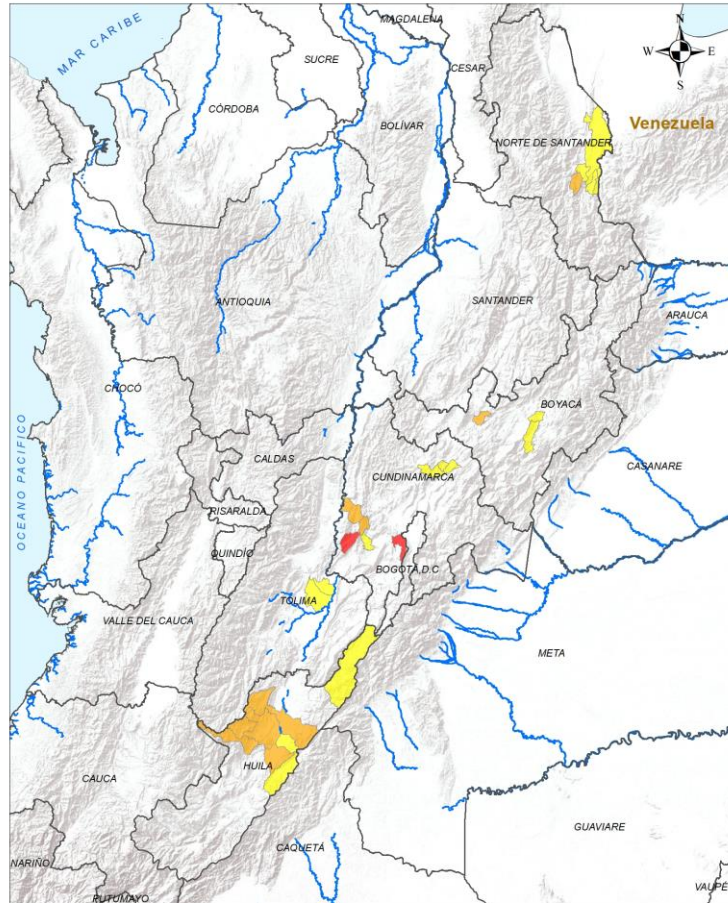 MAGDALENA
MAR CARIBE
SUCRE
CESAR
N
W E
S
CÓRDOBA
BOLÍVAR
Venezuela
NORTE DE SANTANDER
ANTIOQUIA
SANTANDER
ARAUCA
CHOCÓ
BOYACÁ
OCEANO PACIFICO
CALDAS
CUNDINAMARCA
CASANARE
RISARALDA
QUINDÍO
BOGOTÁ, D.C
TOLIMA
VALLE DEL CAUCA
META
HUILA
CAUCA
GUAVIARE
CAQUETÁ
NARIÑO
PUTUMAYO
VAUPÉ